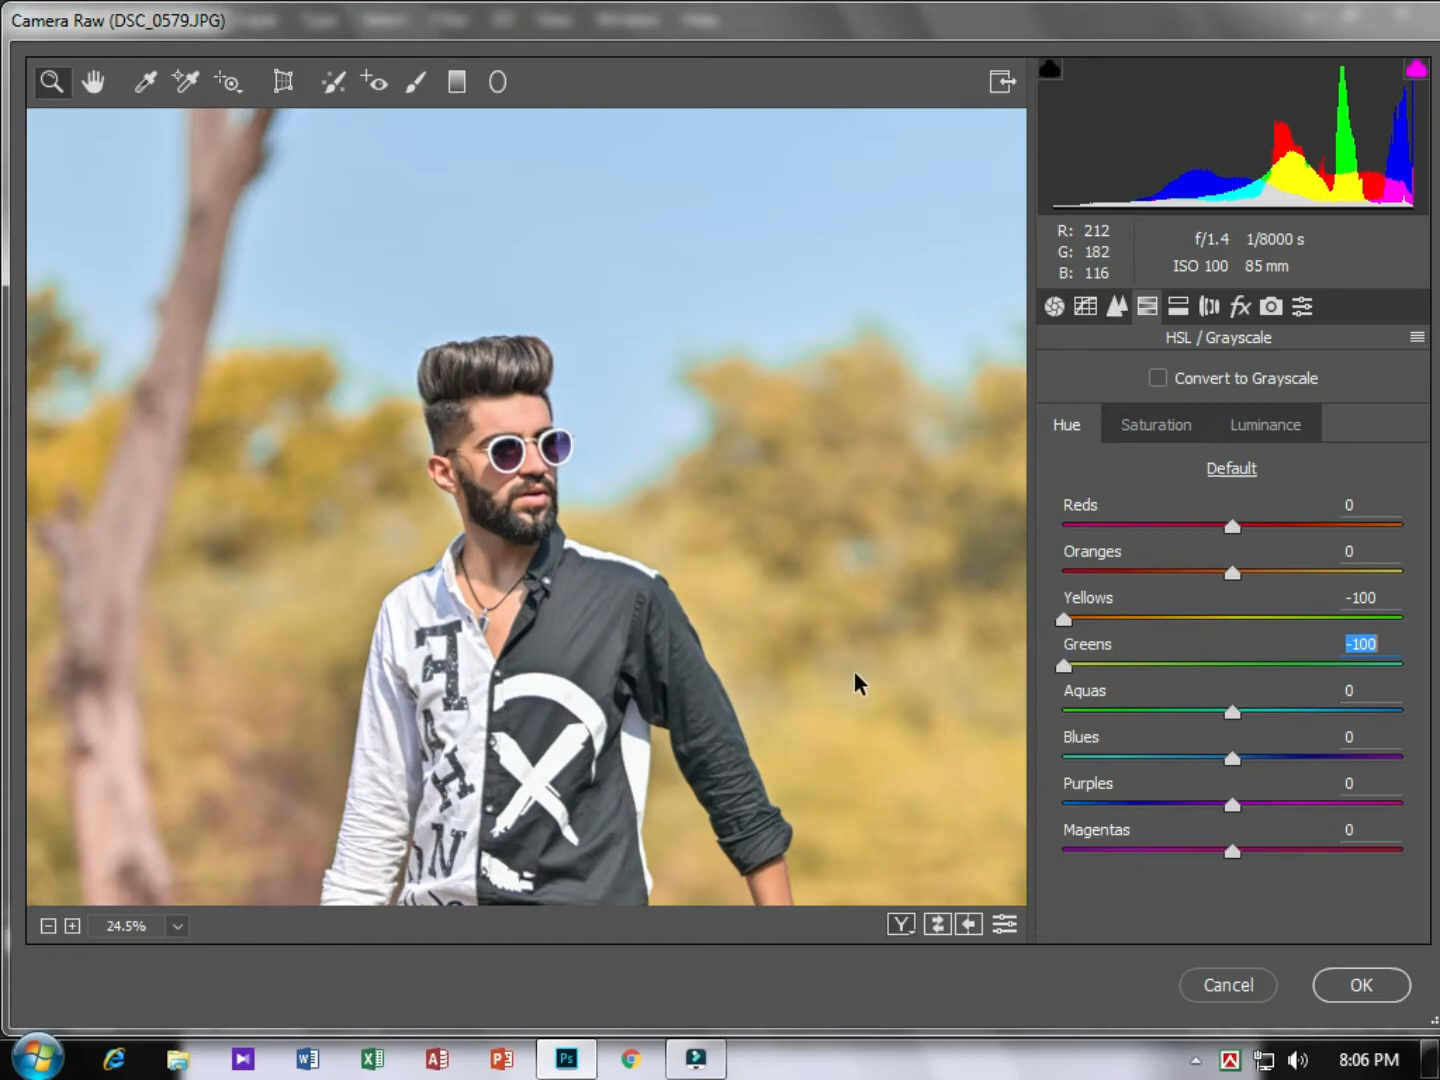 Camera Raw (DSC_0579.JPG)
R: 212
G: 182
B: 116
f/1.4 1/8000 s
ISO 100 85 mm
fx
HSL / Grayscale
Convert to Grayscale
Hue Saturation Luminance
Default
Reds 0
Oranges 0
Yellows -100
Greens -100
Aquas 0
Blues 0
Purples 0
Magentas 0
24.5%
Y
Cancel OK
Ps
8:06 PM